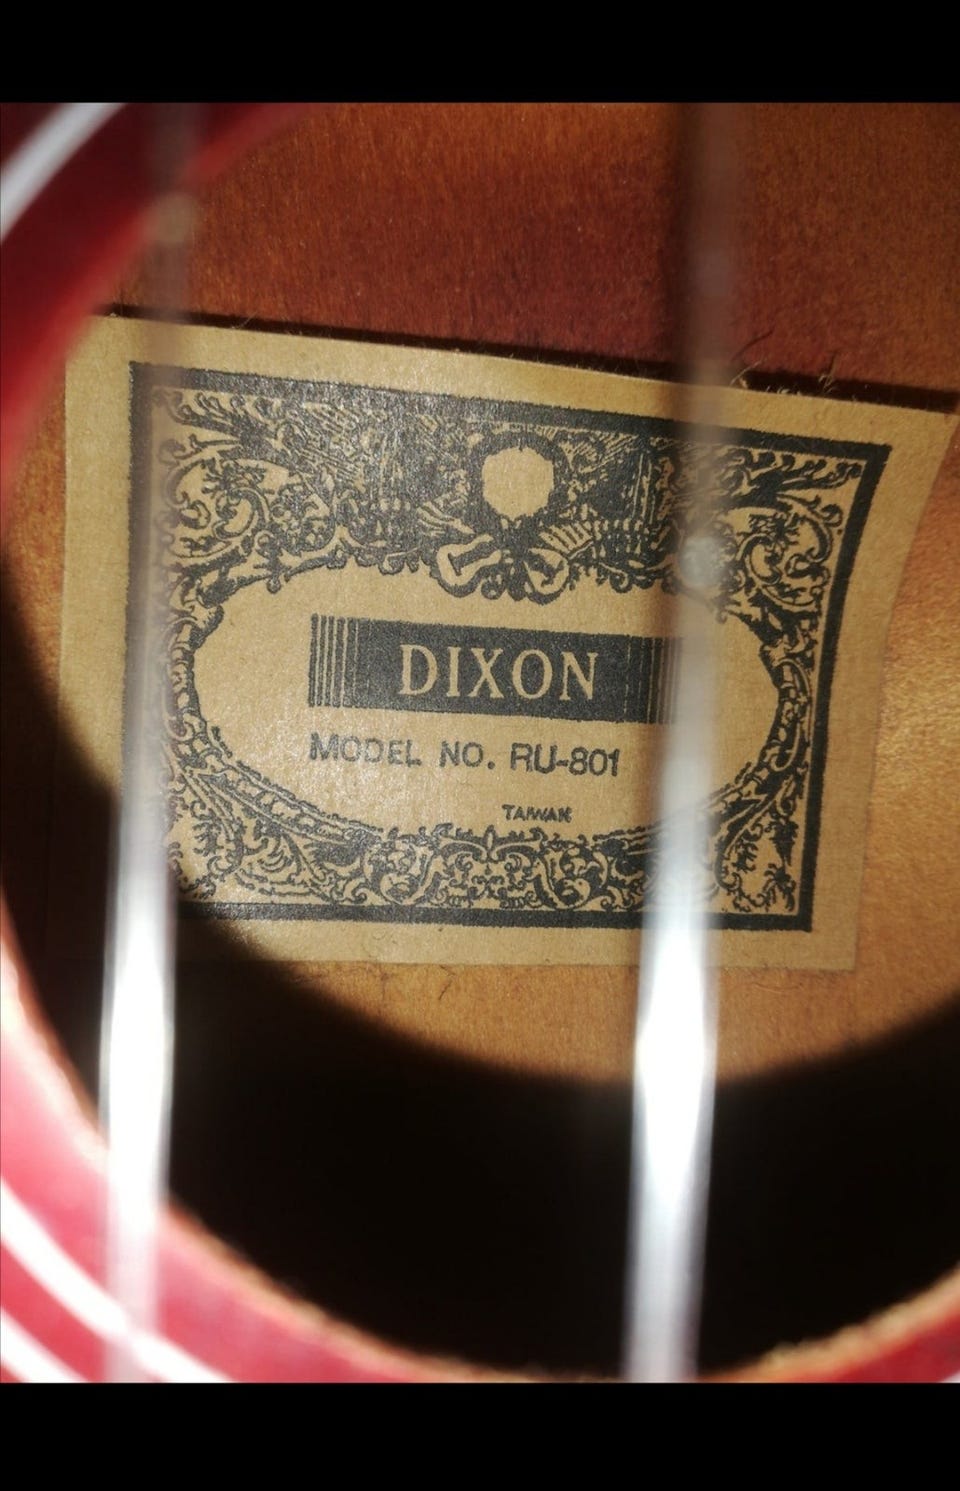 DIXON
MODEL NO. RU-801
TAIWAN